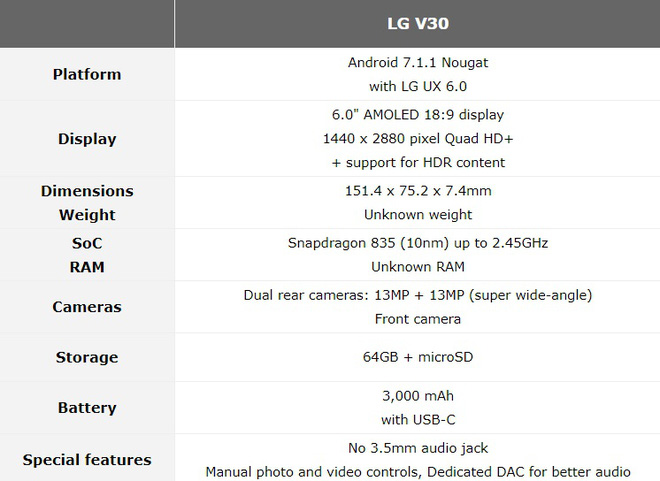 LG V30
Platform
Android 7.1.1 Nougat
with LG UX 6.0
Display
6.0" AMOLED 18:9 display
1440 x 2880 pixel Quad HD+
+ support for HDR content
Dimensions
151.4 x 75.2 x 7.4mm
Weight
Unknown weight
SoC
Snapdragon 835 (10nm) up to 2.45GHz
RAM
Unknown RAM
Cameras
Dual rear cameras: 13MP + 13MP (super wide-angle)
Front camera
Storage
64GB + microSD
Battery
3,000 mAh
with USB-C
Special features
No 3.5mm audio jack
Manual photo and video controls, Dedicated DAC for better audio